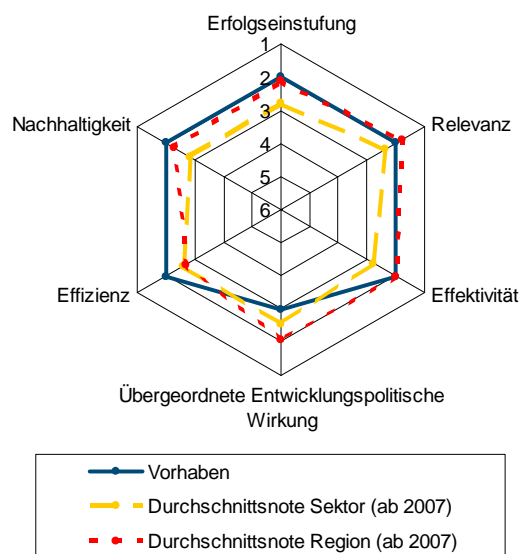 Erfolgseinstufung
1
2
3
4
5
6
Nachhaltigkeit
Relevanz
Effizienz
Effektivität
Übergeordnete Entwicklungspolitische
Wirkung
Vorhaben
Durchschnittsnote Sektor (ab 2007)
Durchschnittsnote Region (ab 2007)